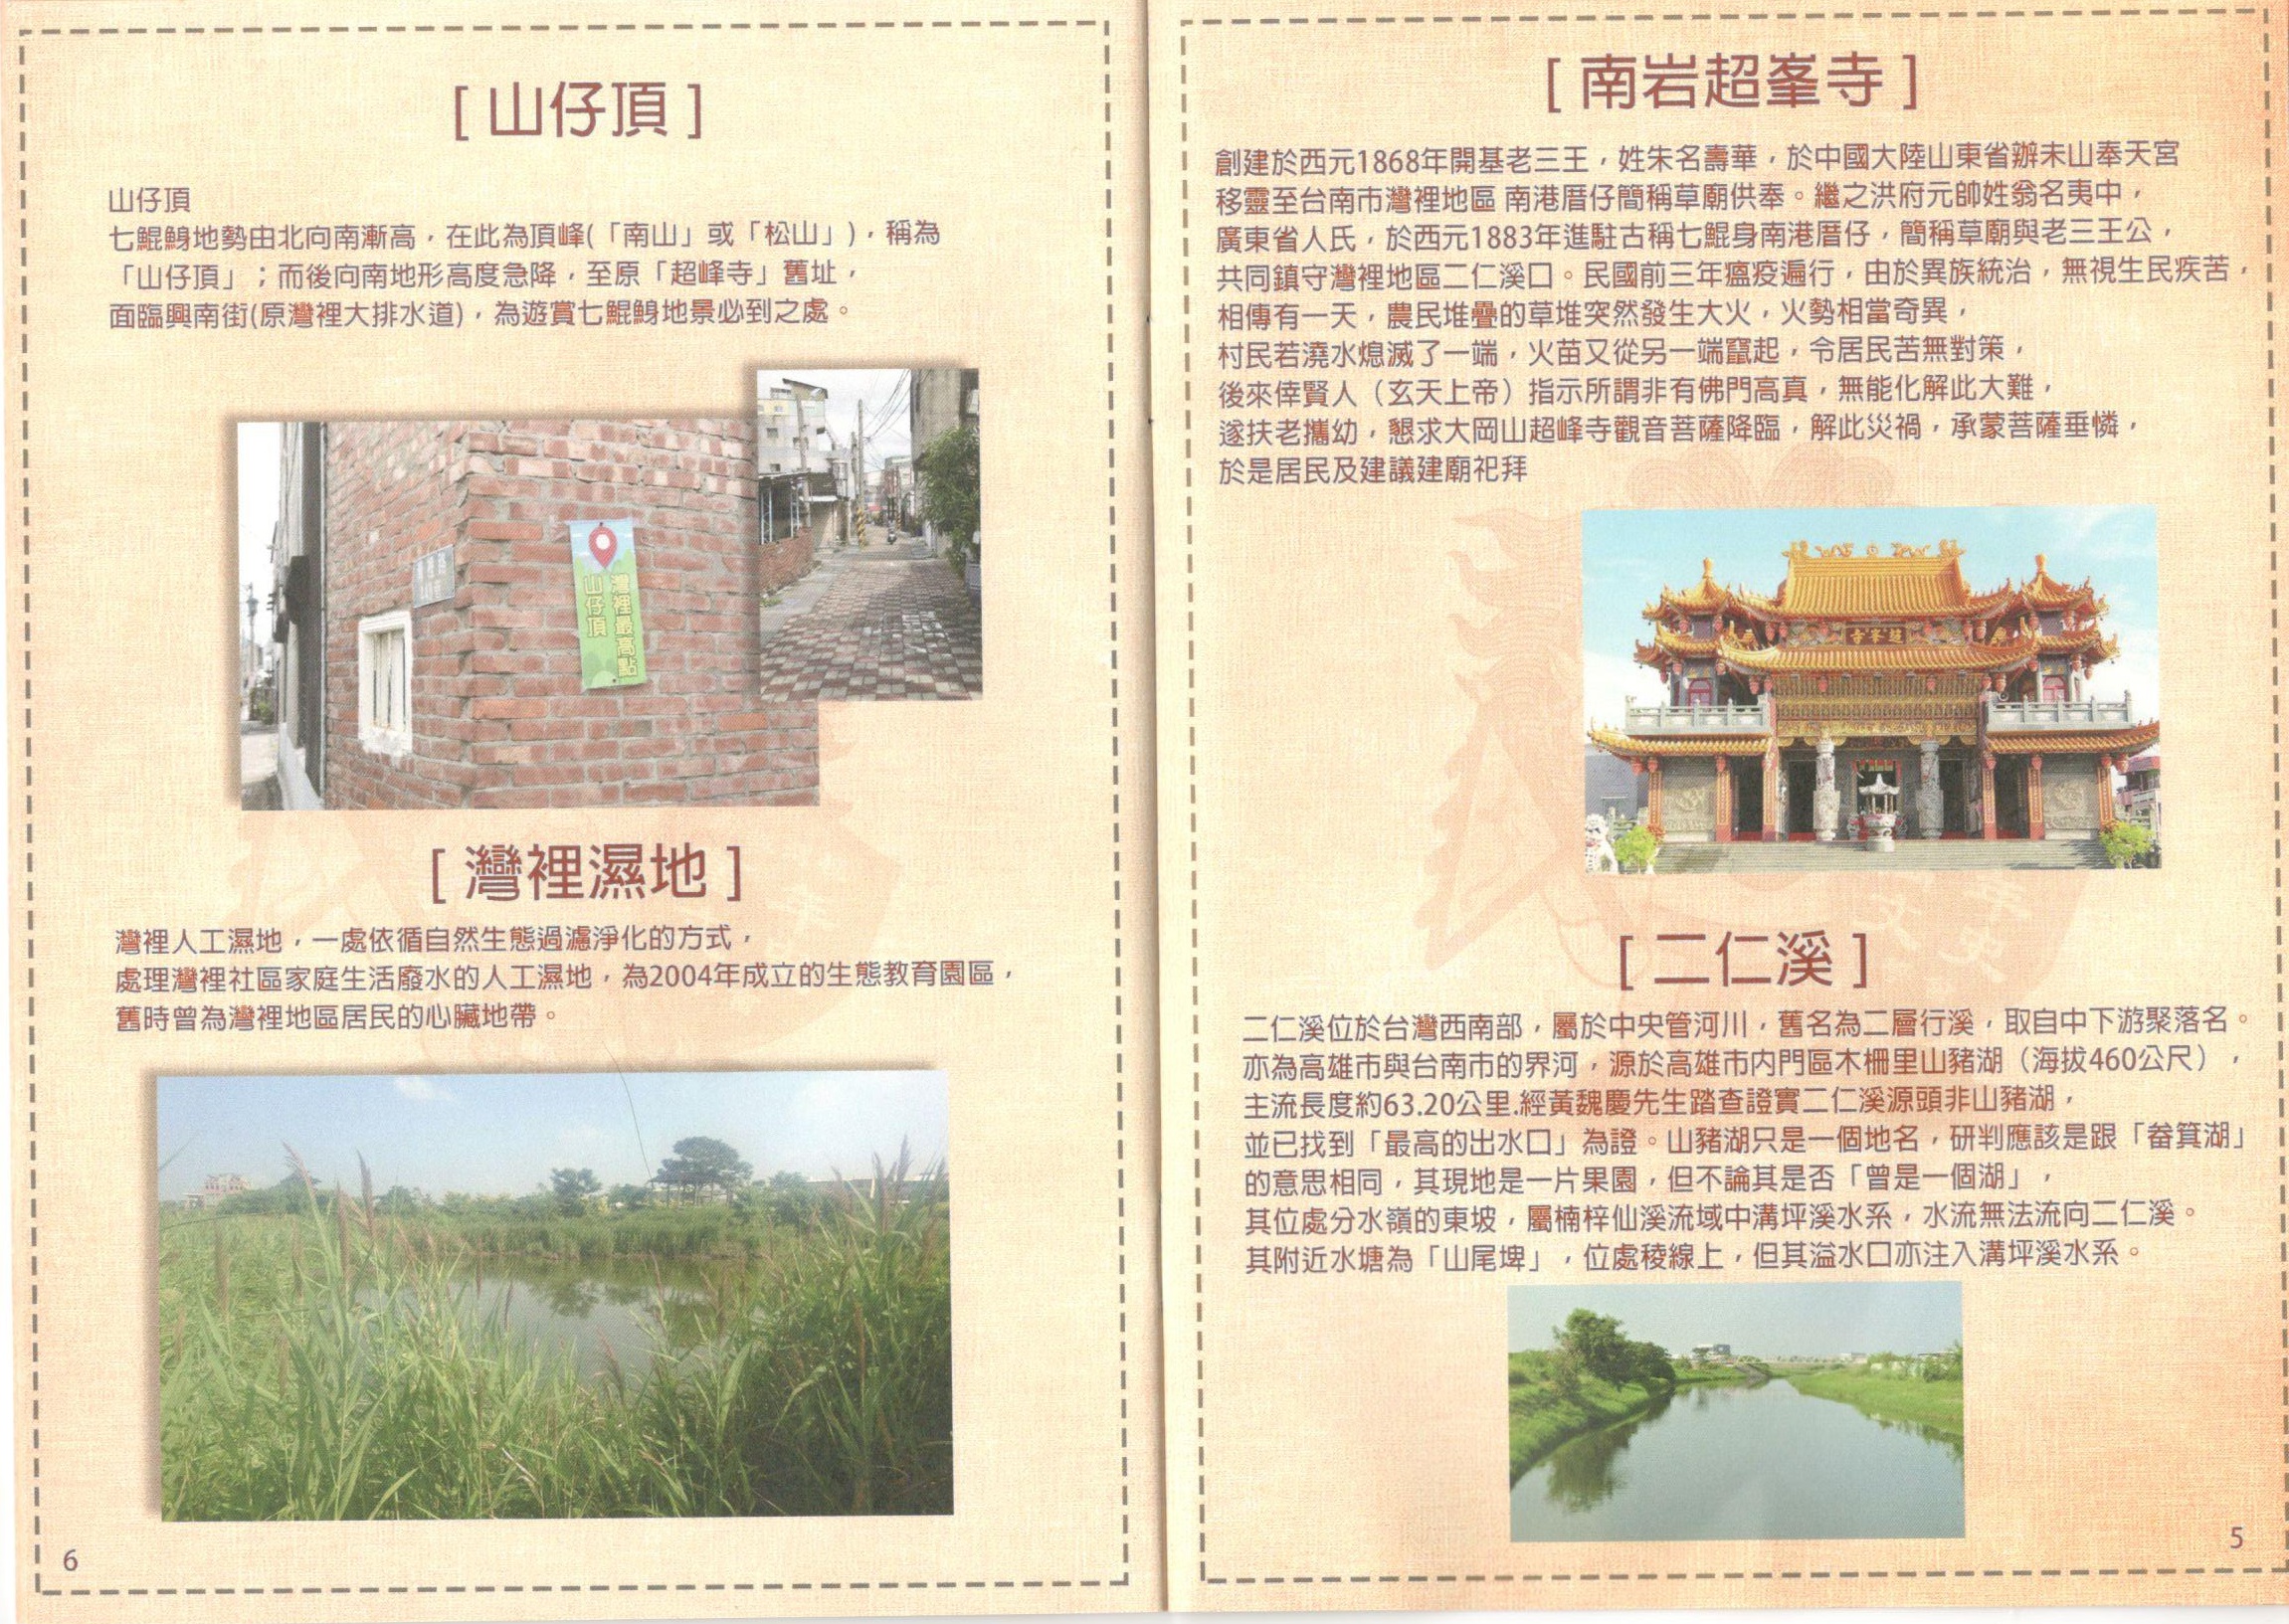 [ 南岩超峯寺 ]
創建於西元1868年開基老三王，姓朱名壽華，於中國大陸山東省辦未山奉天宮
移靈至台南市灣裡地區 南港厝仔簡稱草廟供奉。繼之洪府元帥姓翁名夷中，
廣東省人氏，於西元1883年進駐古稱七鯤身南港厝仔，簡稱草廟與老三王公，
共同鎮守灣裡地區二仁溪口。民國前三年瘟疫遍行，由於異族統治，無視生民疾苦，
相傳有一天，農民堆疊的草堆突然發生大火，火勢相當奇異，
村民若澆水熄滅了一端，火苗又從另一端竄起，令居民苦無對策，
後來倖賢人（玄天上帝）指示所謂非有佛門高真，無能化解此大難，
遂扶老攜幼，懇求大岡山超峰寺觀音菩薩降臨，解此災禍，承蒙菩薩垂憐，
於是居民及建議建廟祀拜
超峯寺
[ 二仁溪 ]
二仁溪位於台灣西南部，屬於中央管河川，舊名為二層行溪，取自中下游聚落名。
亦為高雄市與台南市的界河，源於高雄市内門區木柵里山豬湖（海拔460公尺），
主流長度約63.20公里.經黃魏慶先生踏查證實二仁溪源頭非山豬湖，
並已找到「最高的出水口」為證。山豬湖只是一個地名，研判應該是跟「畚箕湖」
的意思相同，其現地是一片果園，但不論其是否「曾是一個湖」，
其位處分水嶺的東坡，屬楠梓仙溪流域中溝坪溪水系，水流無法流向二仁溪。
其附近水塘為「山尾埤」，位處稜線上，但其溢水口亦注入溝坪溪水系。
5
[ 山仔頂 ]
山仔頂
七鯤鯓地勢由北向南漸高，在此為頂峰(「南山」或「松山」)，稱為
「山仔頂」；而後向南地形高度急降，至原「超峰寺」舊址，
面臨興南街(原灣裡大排水道)，為遊賞七鯤鯓地景必到之處。
灣裡最高點
山仔頂
[ 灣裡濕地 ]
灣裡人工濕地，一處依循自然生態過濾淨化的方式，
處理灣裡社區家庭生活廢水的人工濕地，為2004年成立的生態教育園區，
舊時曾為灣裡地區居民的心臟地帶。
6